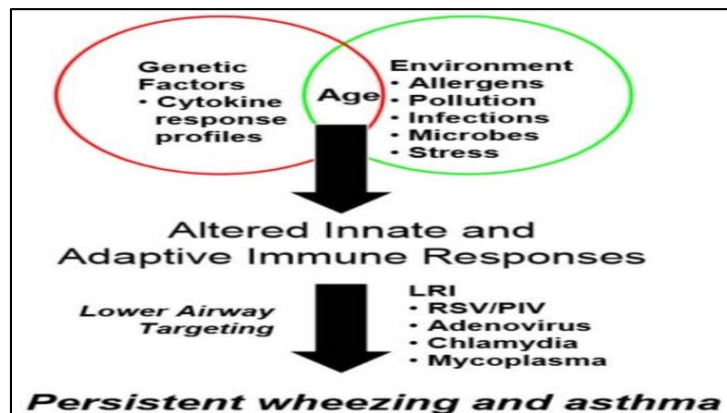 Genetic
Factors
• Cytokine
response
profiles
Age
Environment
• Allergens
• Pollution
• Infections
• Microbes
• Stress
Altered Innate and
Adaptive Immune Responses
Lower Airway
Targeting
LRI
• RSV/PIV
• Adenovirus
• Chlamydia
• Mycoplasma
Persistent wheezing and asthma